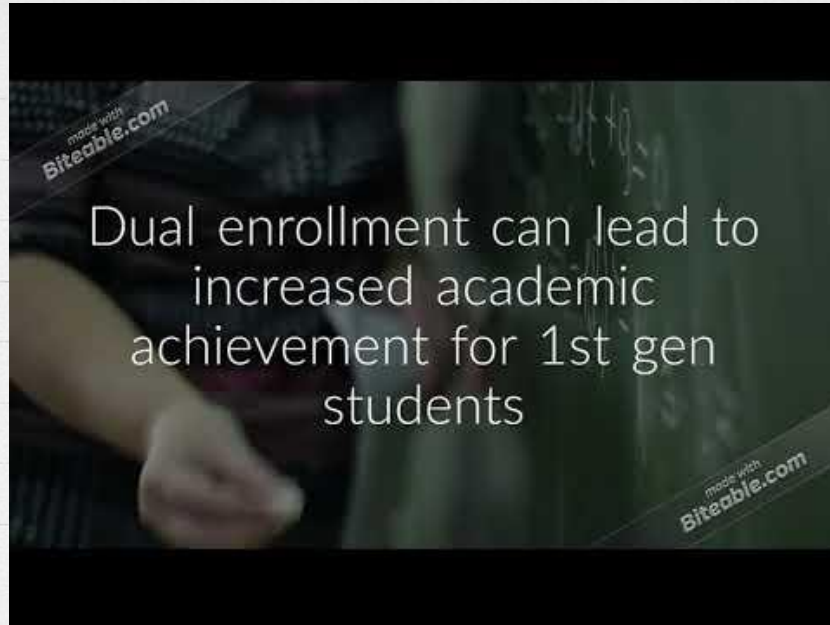 made with
Biteable.com
Dual enrollment can lead to
increased academic
achievement for 1st gen
students
made with
Biteable.com